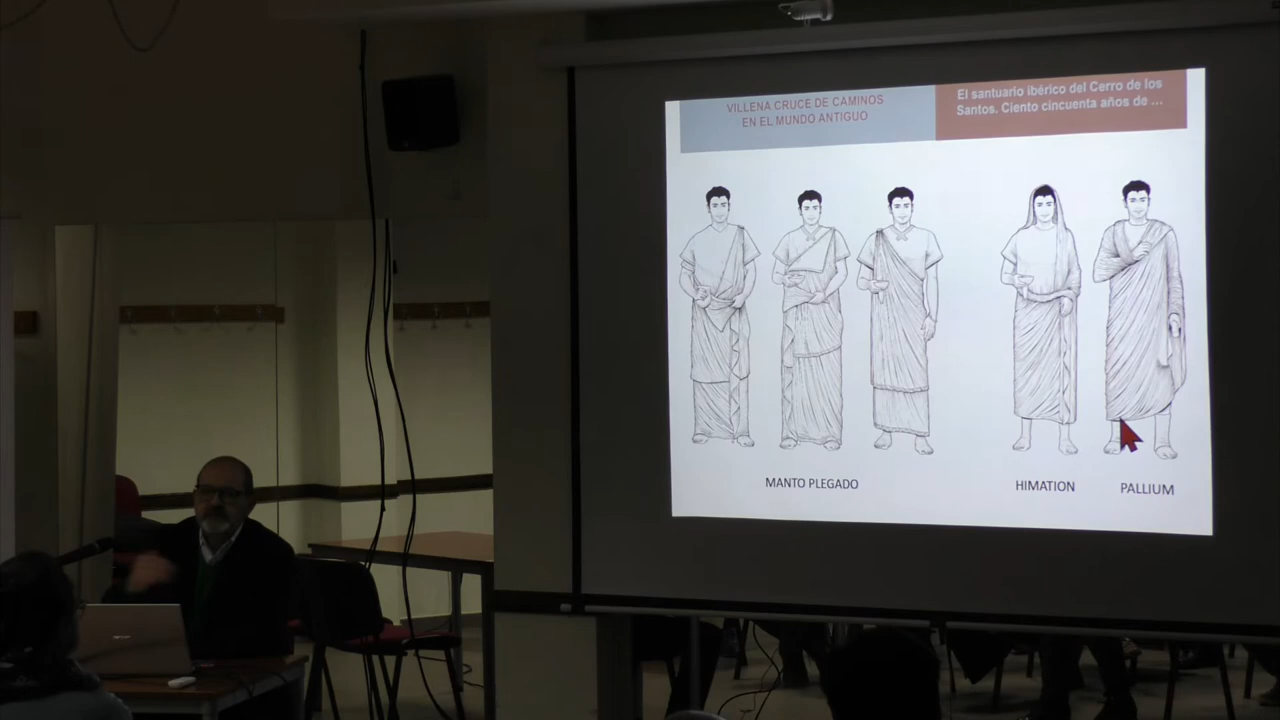 VILLENA CRUCE DE CAMINOS
EN EL MUNDO ANTIGUO
El santuario ibérico del Cerro de los
Santos. Ciento cincuenta años de ...
MANTO PLEGADO
HIMATION
PALLIUM